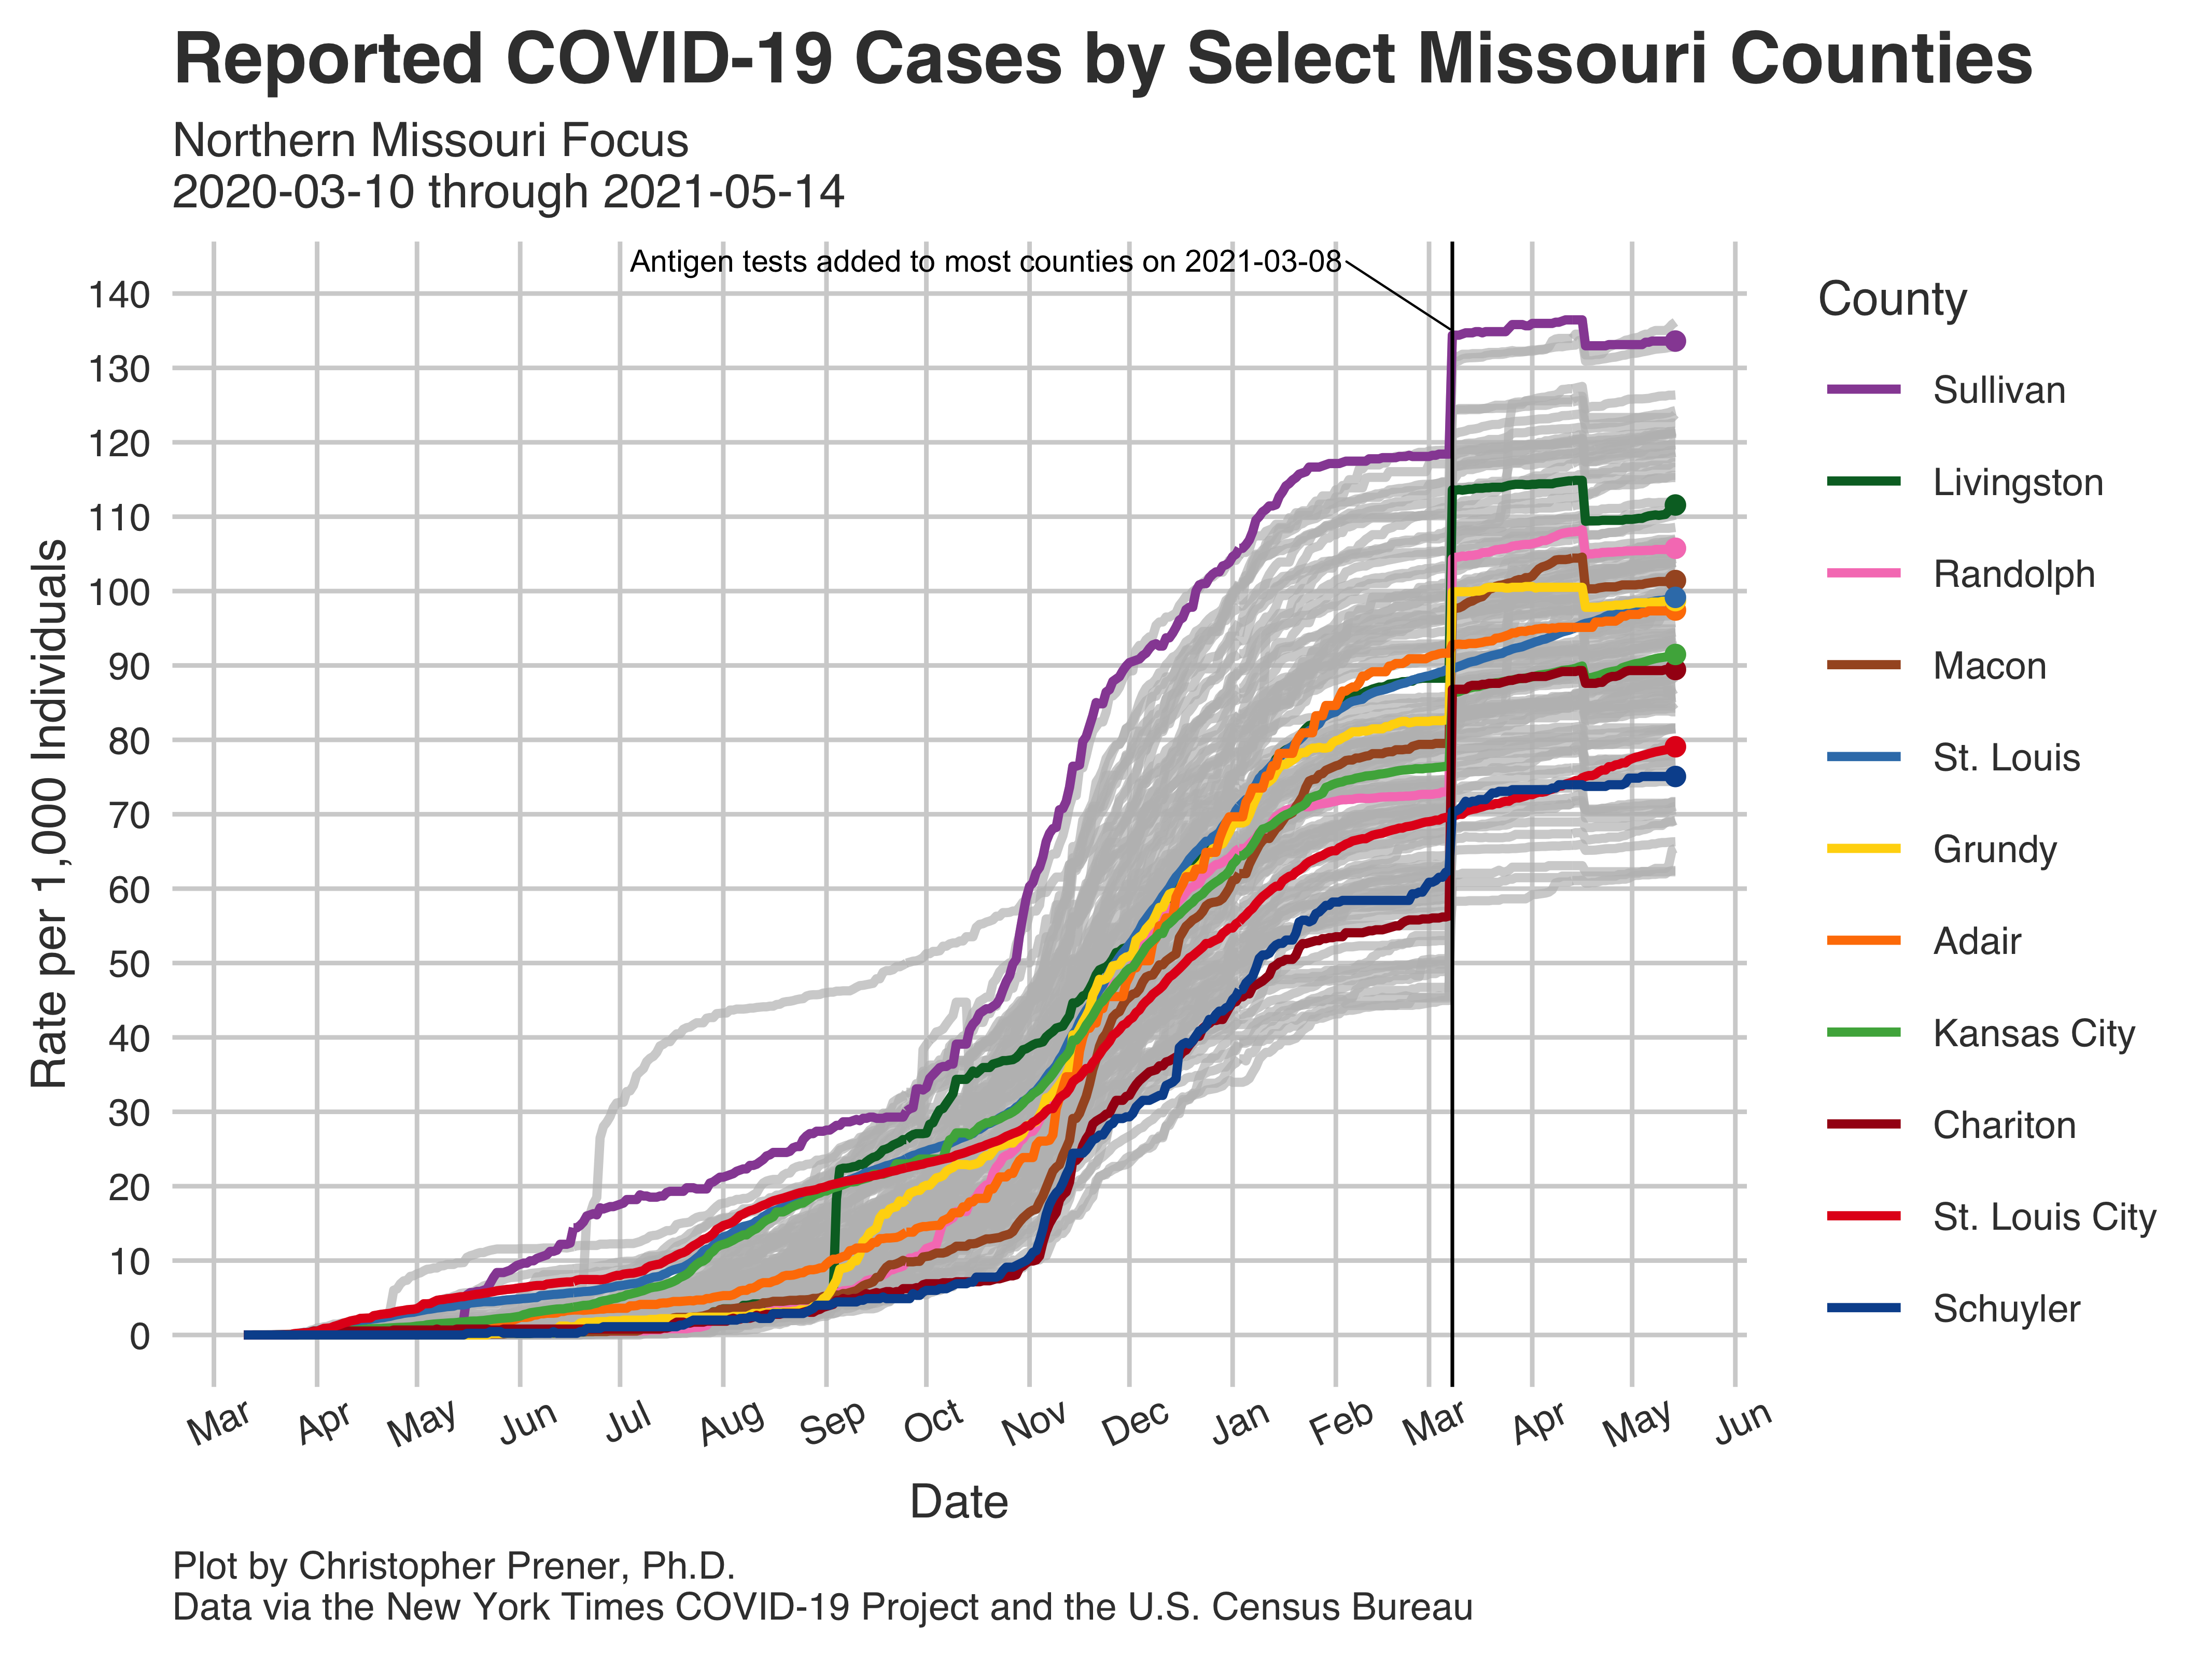 Reported COVID-19 Cases by Select Missouri Counties
Northern Missouri Focus
2020-03-10 through 2021-05-14
Antigen tests added to most counties on 2021-03-08
Rate per 1,000 Individuals
140
130
120
110
100
90
80
70
60
50
40
30
20
10
0
Mar
Apr
May
Jun
Jul
Aug
Sep
Oct
Nov
Dec
Jan
Feb
Mar
Apr
May
Jun
Date
County
Sullivan
Livingston
Randolph
Macon
St. Louis
Grundy
Adair
Kansas City
Chariton
St. Louis City
Schuyler
Plot by Christopher Prener, Ph.D.
Data via the New York Times COVID-19 Project and the U.S. Census Bureau